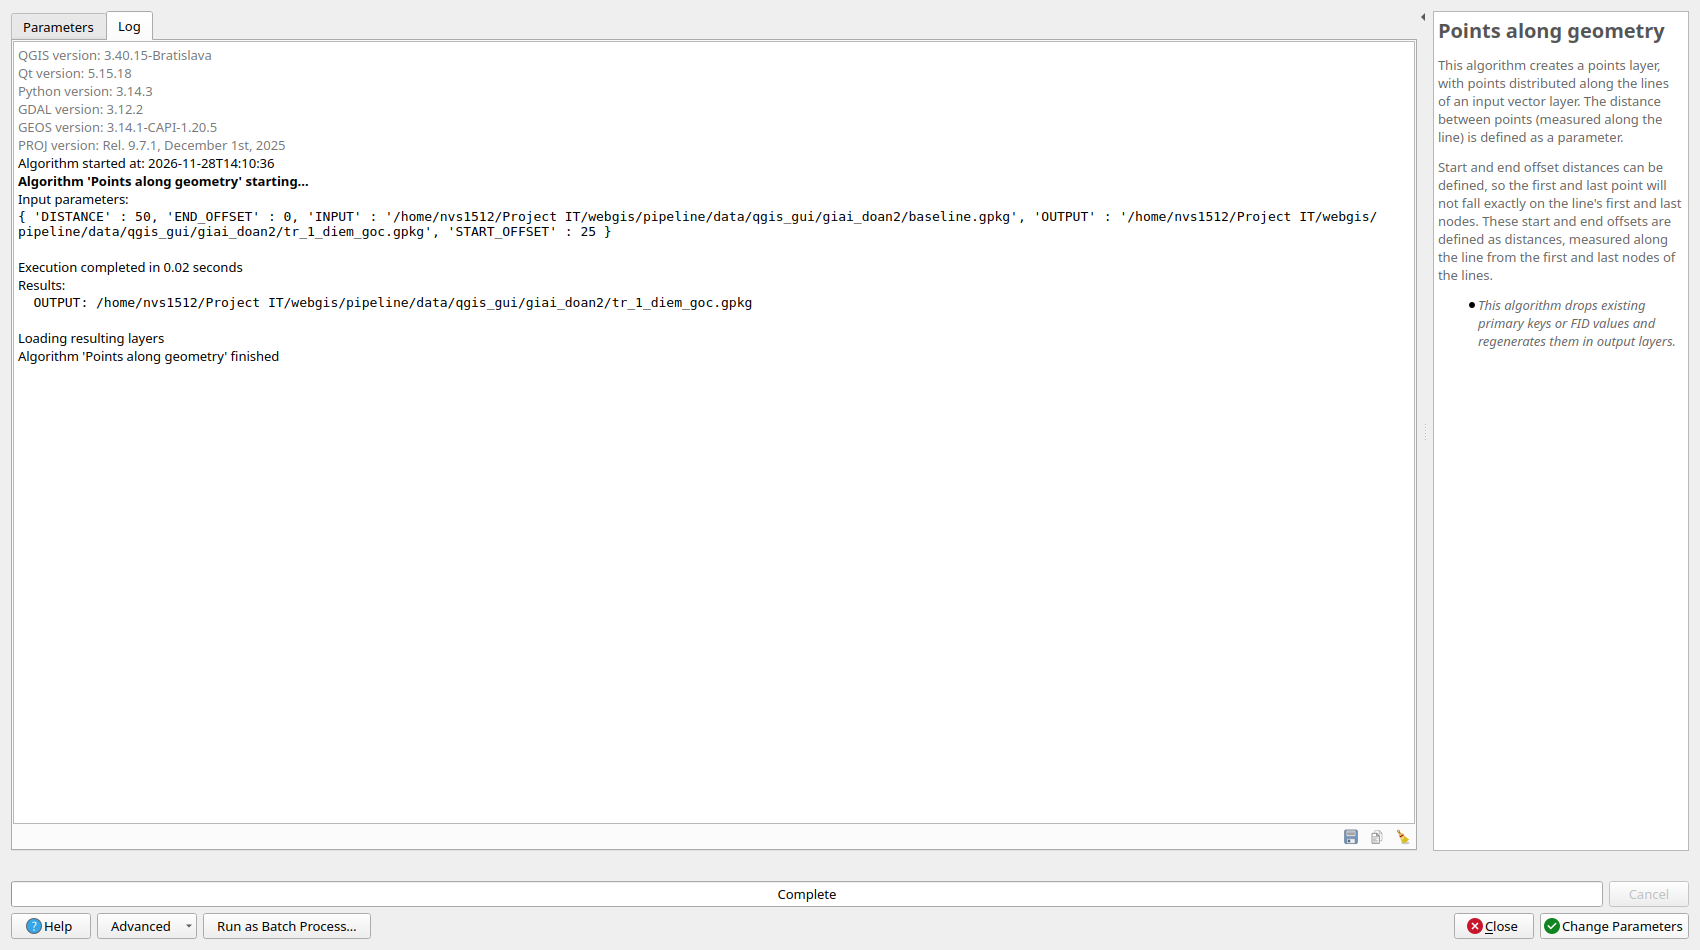 Parameters
Log
QGIS version: 3.40.15-Bratislava
Qt version: 5.15.18
Python version: 3.14.3
GDAL version: 3.12.2
GEOS version: 3.14.1-CAPI-1.20.5
PROJ version: Rel. 9.7.1, December 1st, 2025
Algorithm started at: 2026-11-28T14:10:36
Algorithm 'Points along geometry' starting...
Input parameters:
{ 'DISTANCE' : 50, 'END_OFFSET' : 0, 'INPUT' : '/home/nvs1512/Project IT/webgis/pipeline/data/qgis_gui/giai_doan2/baseline.gpkg', 'OUTPUT' : '/home/nvs1512/Project IT/webgis/
pipeline/data/qgis_gui/giai_doan2/tr_1_diem_goc.gpkg', 'START_OFFSET' : 25 }
Execution completed in 0.02 seconds
Results:
OUTPUT: /home/nvs1512/Project IT/webgis/pipeline/data/qgis_gui/giai_doan2/tr_1_diem_goc.gpkg
Loading resulting layers
Algorithm 'Points along geometry' finished
Points along geometry
This algorithm creates a points layer,
with points distributed along the lines
of an input vector layer. The distance
between points (measured along the
line) is defined as a parameter.
Start and end offset distances can be
defined, so the first and last point will
not fall exactly on the line's first and last
nodes. These start and end offsets are
defined as distances, measured along
the line from the first and last nodes of
the lines.
This algorithm drops existing
primary keys or FID values and
regenerates them in output layers.
Complete
Cancel
Help
Advanced
Run as Batch Process...
Close
Change Parameters